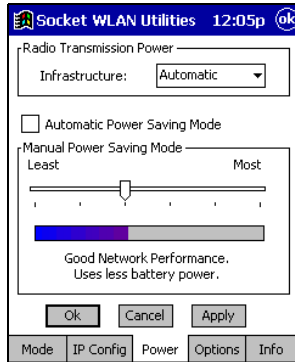 Socket WLAN Utilities 12:05p ok
Radio Transmission Power
Infrastructure: Automatic
Automatic Power Saving Mode
Manual Power Saving Mode
Least Most
Good Network Performance.
Uses less battery power.
Ok Cancel Apply
Mode IP Config Power Options Info